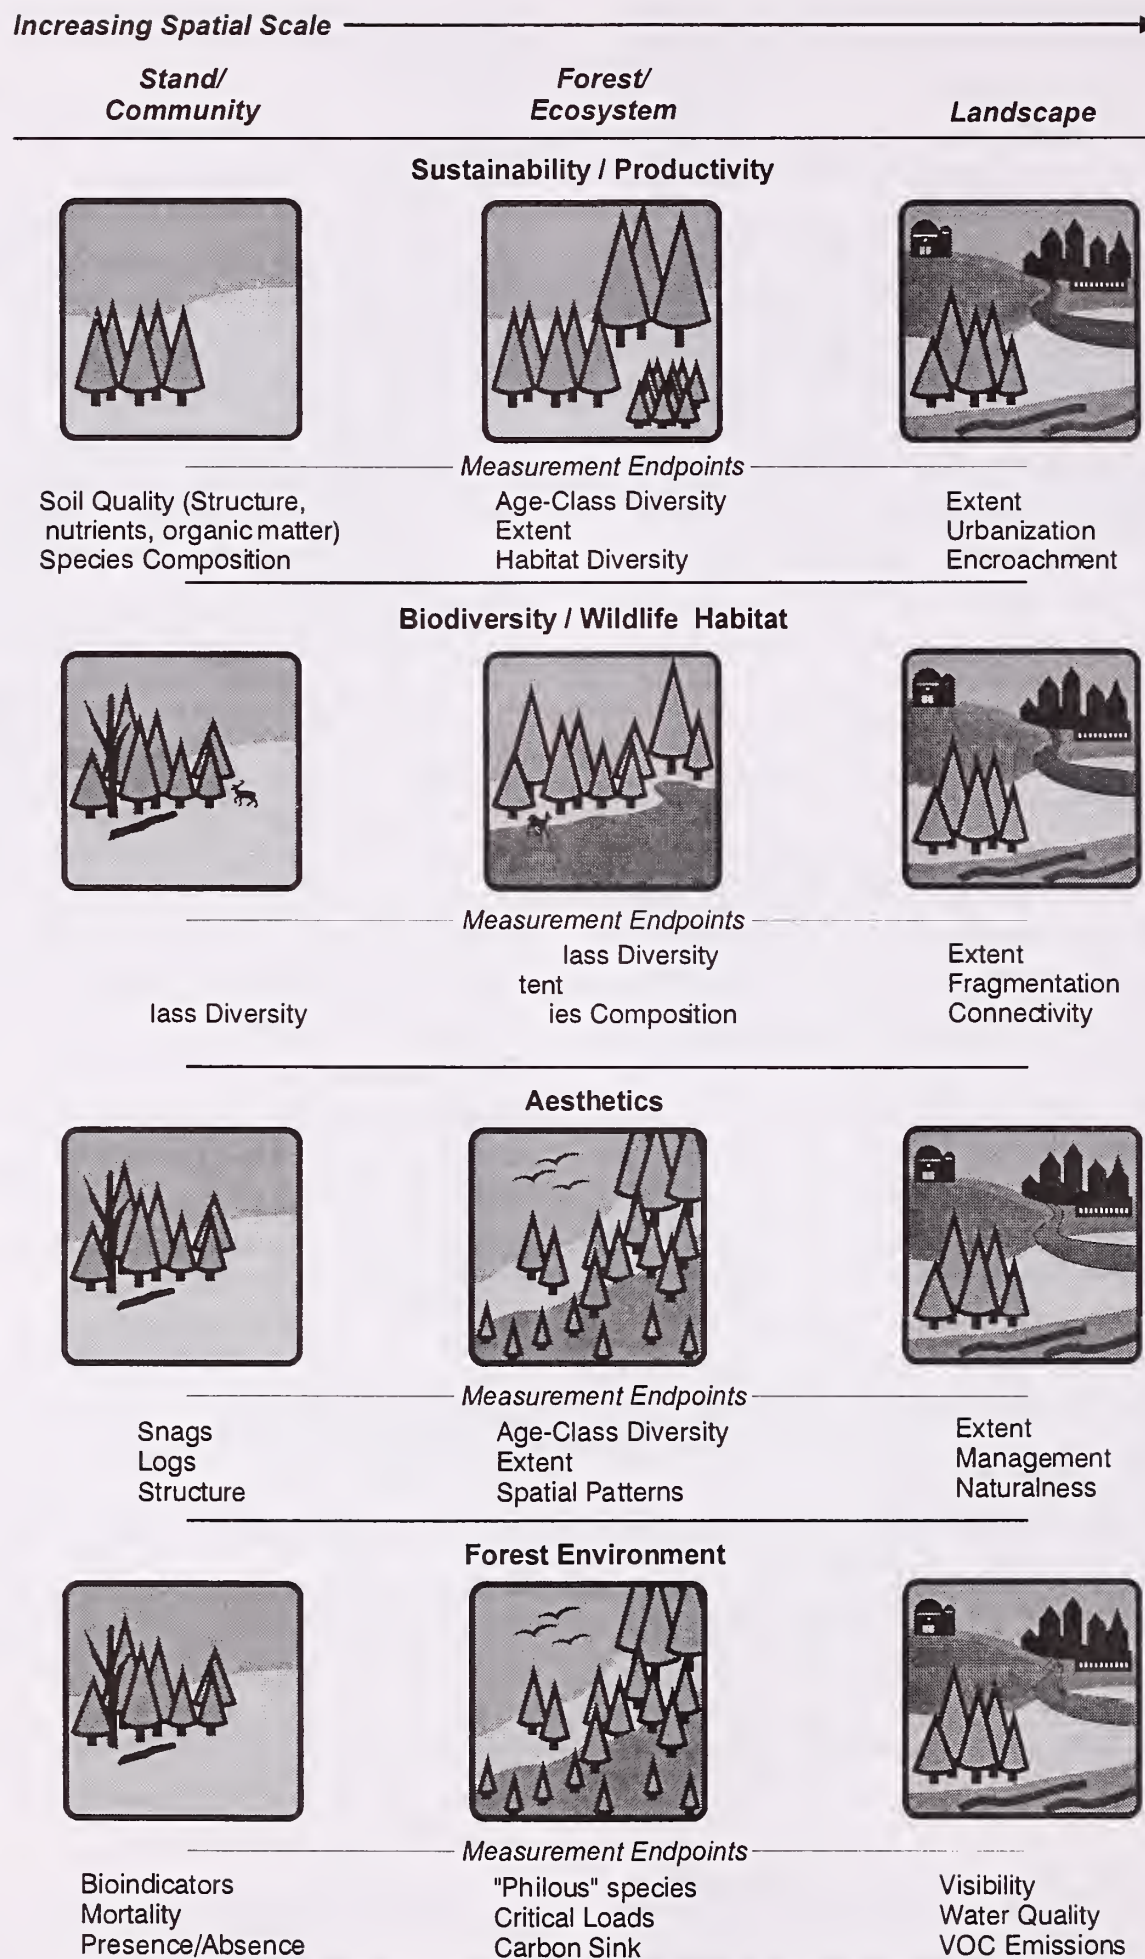 Increasing Spatial Scale
Stand/
Community
Forest/
Ecosystem
Landscape
Sustainability / Productivity
Measurement Endpoints
Soil Quality (Structure,
nutrients, organic matter)
Species Composition
Age-Class Diversity
Extent
Habitat Diversity
Extent
Urbanization
Encroachment
Biodiversity / Wildlife Habitat
Measurement Endpoints
lass Diversity
lass Diversity
tent
ies Composition
Extent
Fragmentation
Connectivity
Aesthetics
Measurement Endpoints
Snags
Logs
Structure
Age-Class Diversity
Extent
Spatial Patterns
Extent
Management
Naturalness
Forest Environment
Measurement Endpoints
Bioindicators
Mortality
Presence/Absence
"Philous" species
Critical Loads
Carbon Sink
Visibility
Water Quality
VOC Emissions